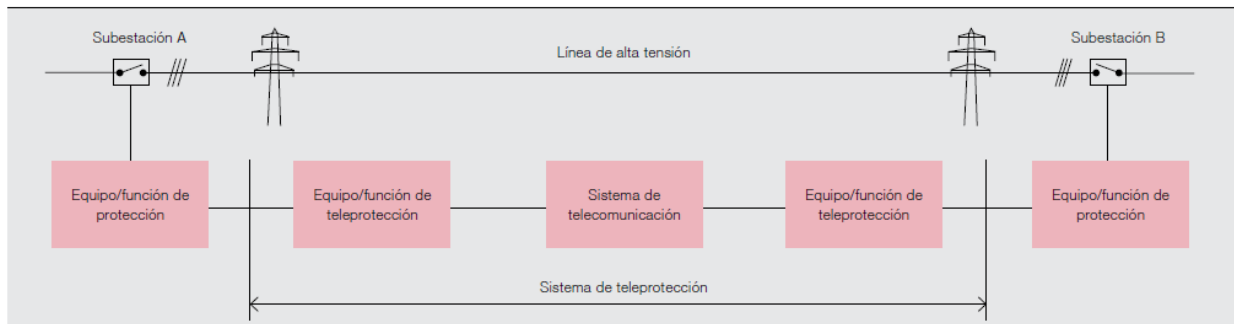 Subestación A
Línea de alta tensión
Subestación B
Equipo/función de
protección
Equipo/función de
teleprotección
Sistema de
telecomunicación
Equipo/función de
teleprotección
Equipo/función de
protección
Sistema de teleprotección